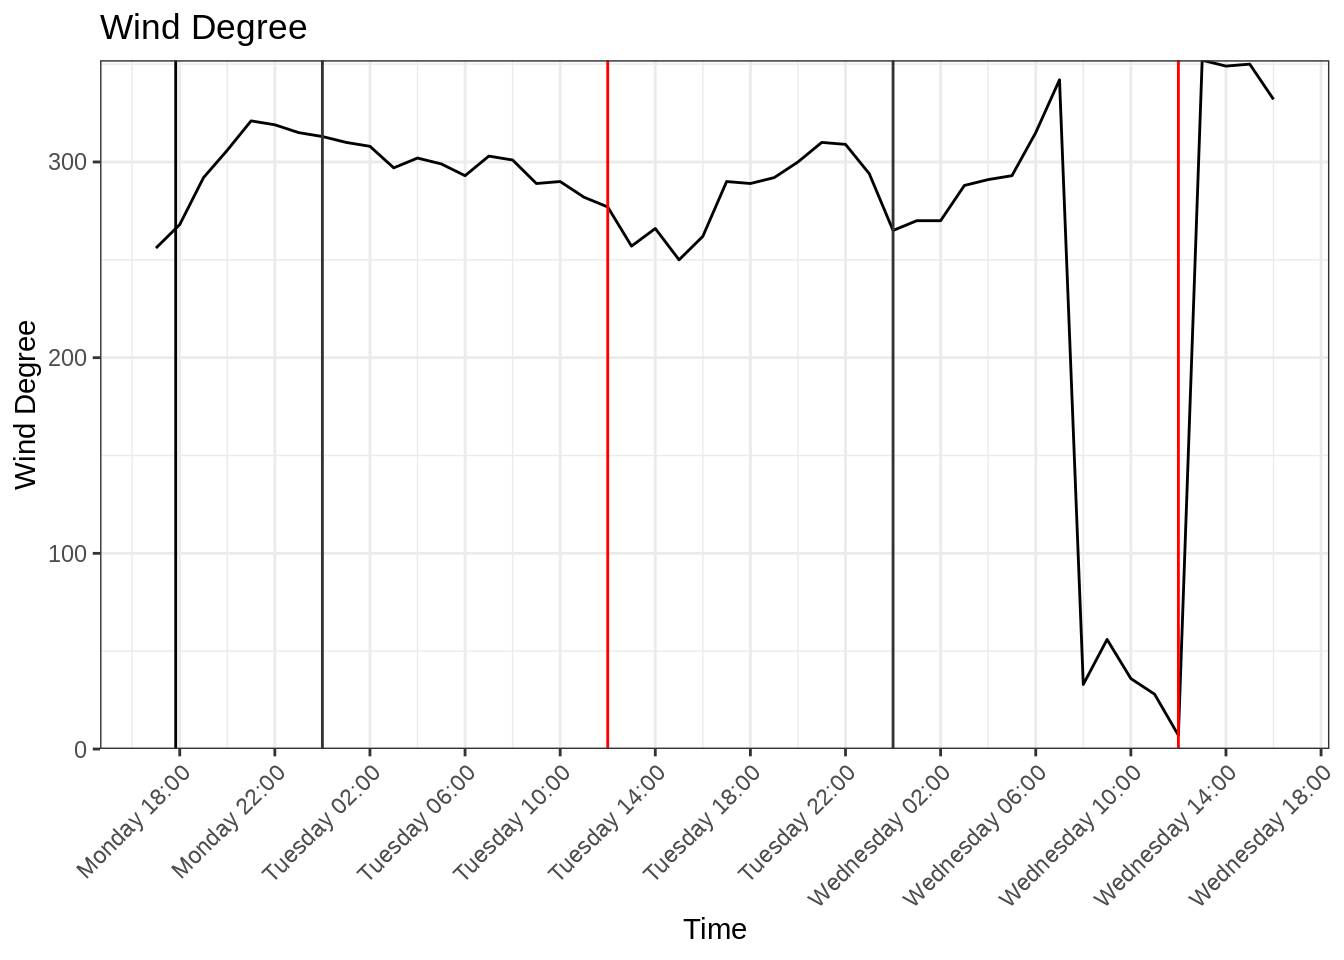 Wind Degree
Wind Degree
300
200
100
0
Monday 18:00
Monday 22:00
Tuesday 02:00
Tuesday 06:00
Tuesday 10:00
Tuesday 14:00
Tuesday 18:00
Tuesday 22:00
Wednesday 02:00
Wednesday 06:00
Wednesday 10:00
Wednesday 14:00
Wednesday 18:00
Time